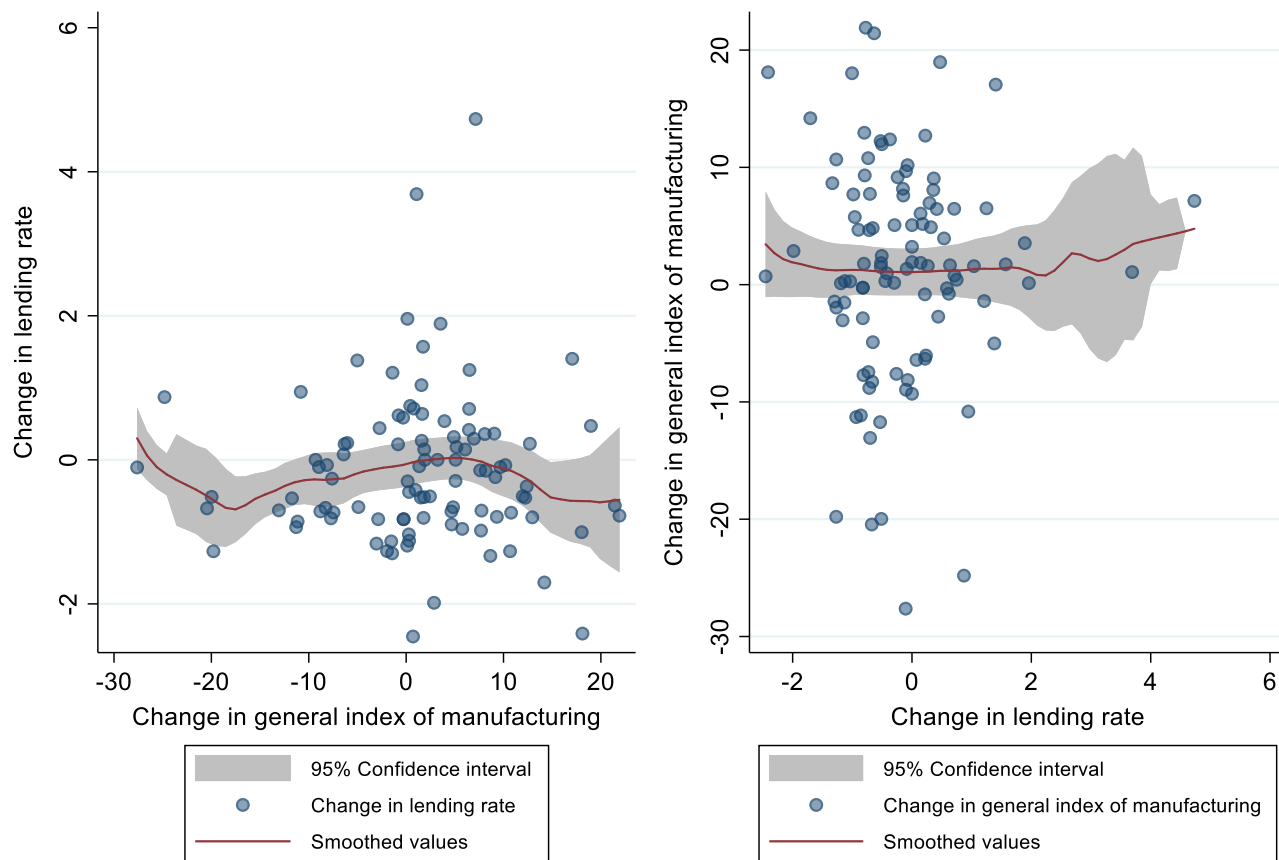 6
4
2
0
-2
Change in lending rate
-30 -20 -10 0 10 20
Change in general index of manufacturing
95% Confidence interval
Change in lending rate
Smoothed values
20
10
0
-10
-20
-30
Change in general index of manufacturing
-2 0 2 4 6
Change in lending rate
95% Confidence interval
Change in general index of manufacturing
Smoothed values